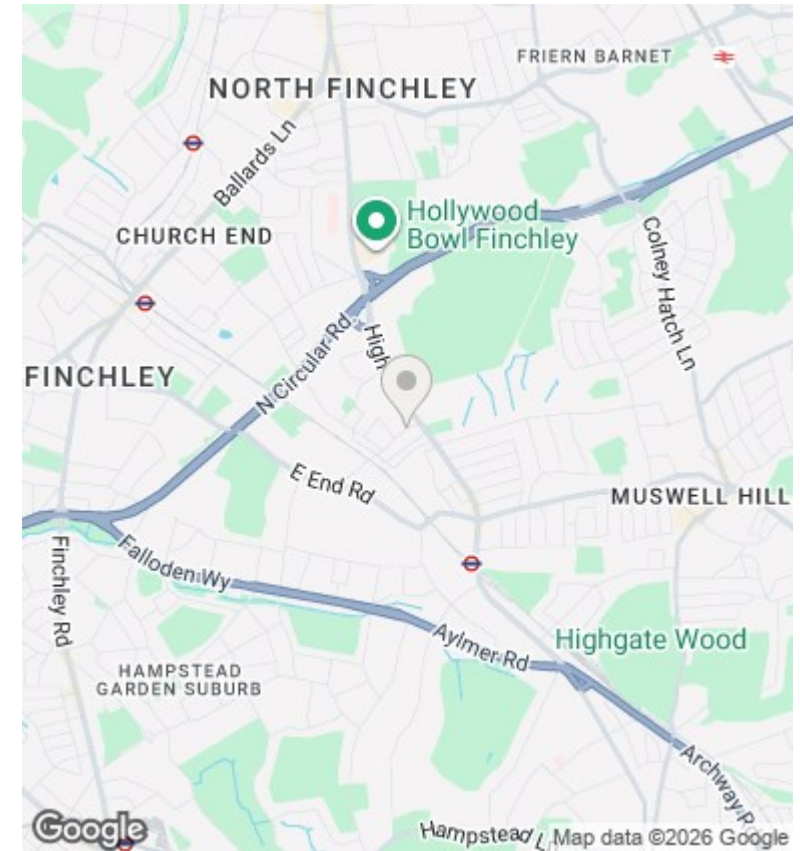 FRIERN BARNET
NORTH FINCHLEY
Ballards Ln
Hollywood
Bowl Finchley
CHURCH END
Colney Hatch Ln
High
N Circular Rd
FINCHLEY
E End Rd
MUSWELL HILL
Falloden Wy
Finchley Rd
Aylmer Rd
Highgate Wood
HAMPSTEAD
GARDEN SUBURB
Archway R
Hampstead L
Google
Map data ©2026 Google